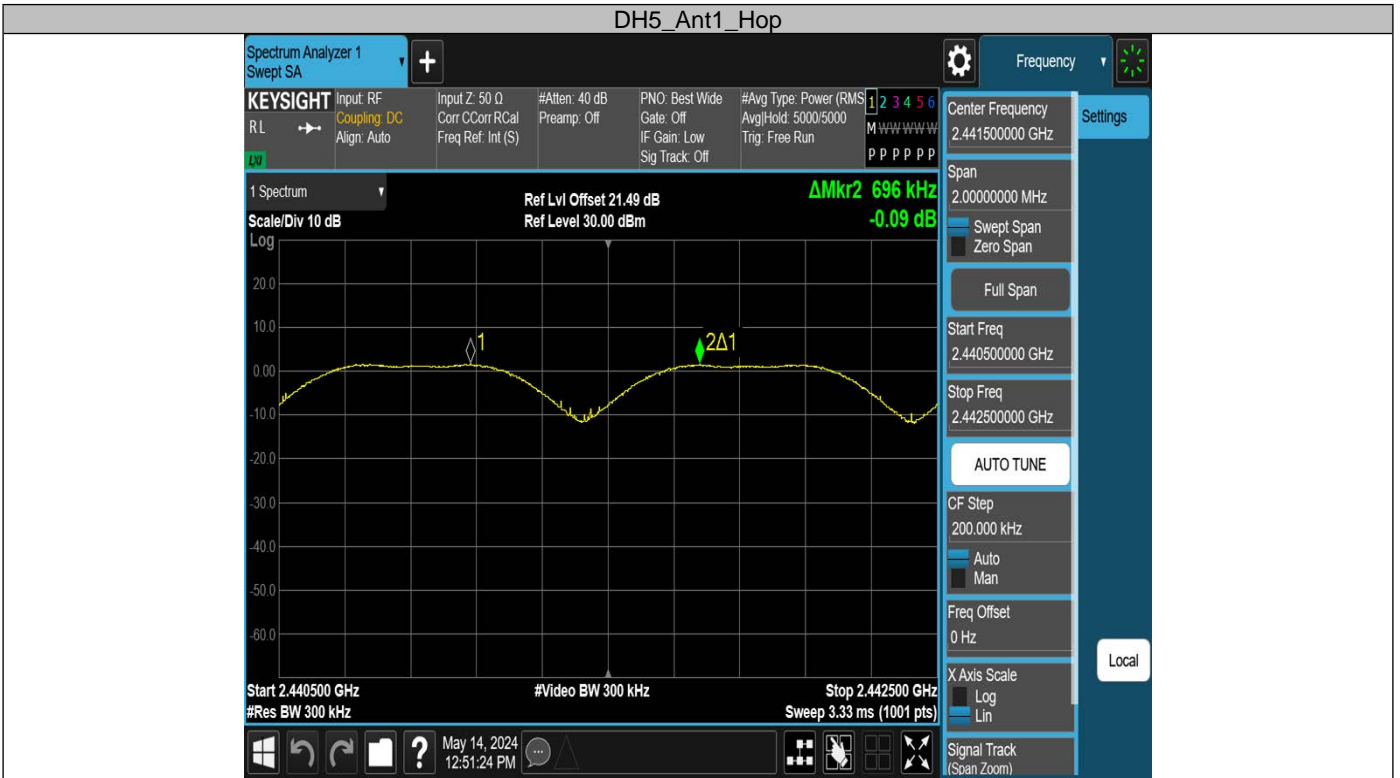 DH5_Ant1_Hop
Spectrum Analyzer 1
Swept SA
+
Frequency
KEYSIGHT
R L
LXI
Input: RF
Coupling: DC
Align: Auto
Input Z: 50 Ω
Corr CCorr RCal
Freq Ref: Int (S)
#Atten: 40 dB
Preamp: Off
PNO: Best Wide
Gate: Off
IF Gain: Low
Sig Track: Off
#Avg Type: Power (RMS
Avg|Hold: 5000/5000
Trig: Free Run
1 2 3 4 5 6
M W W W W W
P P P P P P
Center Frequency
2.441500000 GHz
Settings
Span
2.00000000 MHz
Swept Span
Zero Span
Full Span
Start Freq
2.440500000 GHz
Stop Freq
2.442500000 GHz
AUTO TUNE
CF Step
200.000 kHz
Auto
Man
Freq Offset
0 Hz
X Axis Scale
Log
Lin
Signal Track
(Span Zoom)
Local
1 Spectrum
Scale/Div 10 dB
Ref Lvl Offset 21.49 dB
Ref Level 30.00 dBm
ΔMkr2 696 kHz
-0.09 dB
Log
20.0
10.0
0.00
-10.0
-20.0
-30.0
-40.0
-50.0
-60.0
1
2Δ1
Start 2.440500 GHz
#Res BW 300 kHz
#Video BW 300 kHz
Stop 2.442500 GHz
Sweep 3.33 ms (1001 pts)
?
May 14, 2024
12:51:24 PM